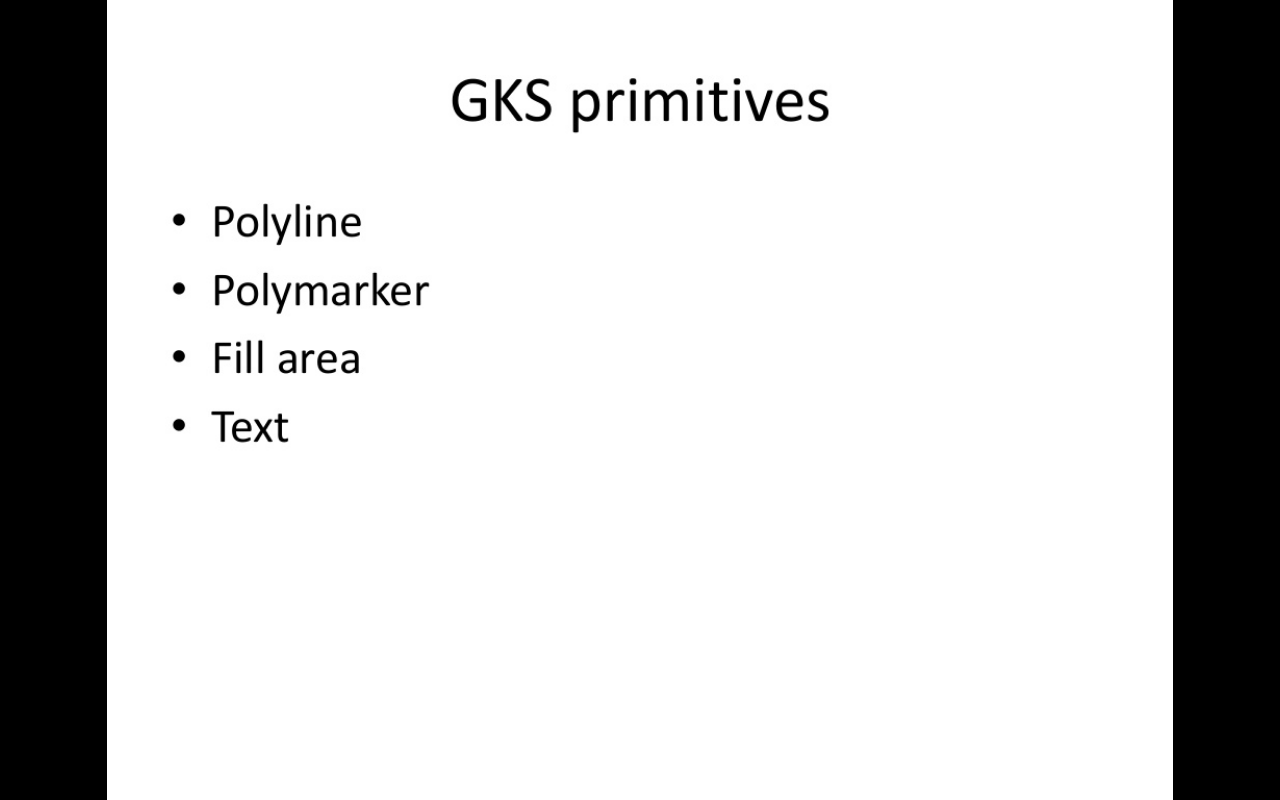 GKS primitives
• Polyline
• Polymarker
• Fill area
• Text